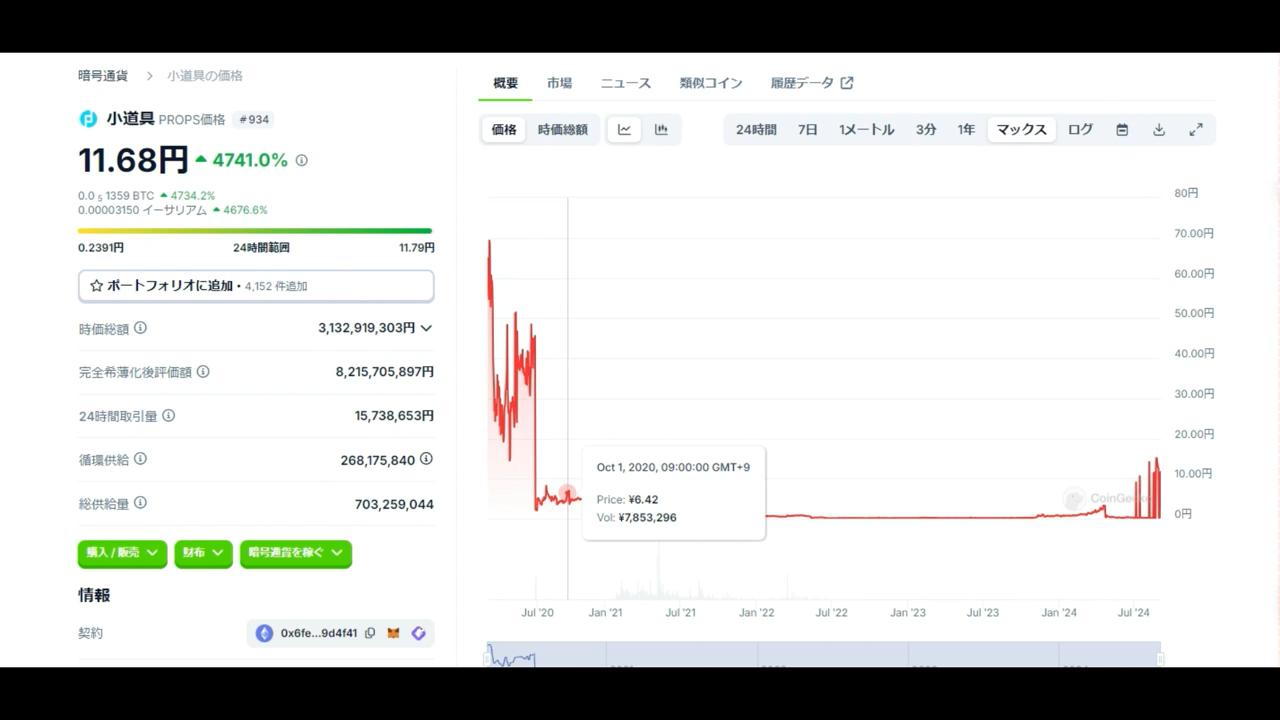 暗号通貨 > 小道具の価格
小道具 PROPS価格 #934
11.68円 ▲ 4741.0%
0.0 5 1359 BTC ▲ 4734.2%
0.00003150 イーサリアム ▲ 4676.6%
0.2391円 24時間範囲 11.79円
ポートフォリオに追加 • 4,152 件追加
時価総額 3,132,919,303円
完全希薄化後評価額 8,215,705,897円
24時間取引量 15,738,653円
循環供給 268,175,840
総供給量 703,259,044
購入 / 販売 財布 暗号通貨を稼ぐ
情報
契約 0x6fe...9d4f41
概要 市場 ニュース 類似コイン 履歴データ
価格 時価総額 24時間 7日 1メートル 3分 1年 マックス ログ
80円
70.00円
60.00円
50.00円
40.00円
30.00円
20.00円
10.00円
0円
Oct 1, 2020, 09:00:00 GMT+9
Price: ¥6.42
Vol: ¥7,853,296
CoinGecko
Jul '20 Jan '21 Jul '21 Jan '22 Jul '22 Jan '23 Jul '23 Jan '24 Jul '24